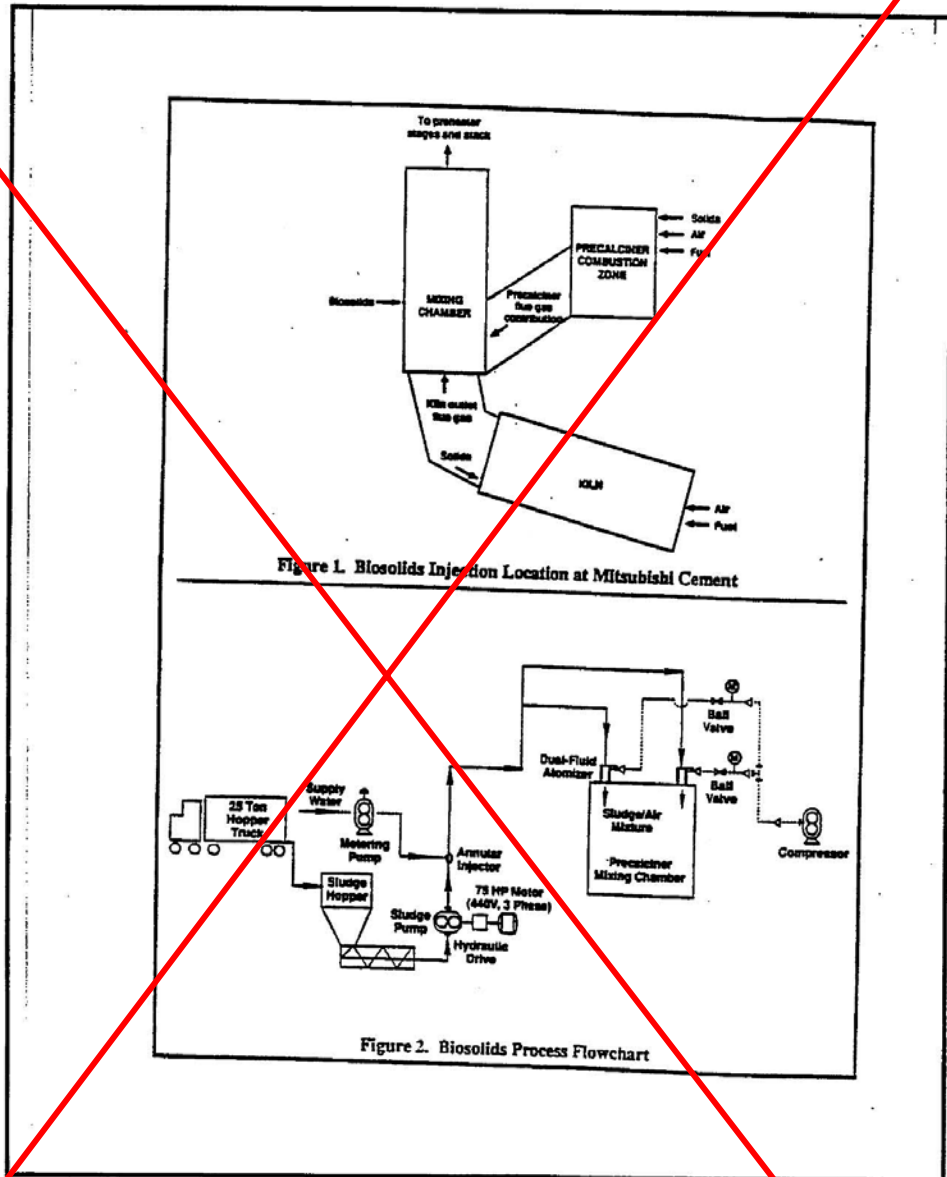 To preheater
stages and stack
Solids
Air
Fuel
PRECALCINER
COMBUSTION
ZONE
Biosolids
MIXING
CHAMBER
Precalciner
flue gas
contribution
Kiln outlet
flue gas
Solids
KILN
Air
Fuel
Figure 1. Biosolids Injection Location at Mitsubishi Cement
Ball
Valve
Dual-Fluid
Atomizer
Ball
Valve
Supply
Water
25 Ton
Hopper
Truck
Sludge/Air
Mixture
Metering
Pump
Annular
Injector
Compressor
Precalciner
Mixing Chamber
Sludge
Hopper
75 HP Motor
(440V, 3 Phase)
Sludge
Pump
Hydraulic
Drive
Figure 2. Biosolids Process Flowchart